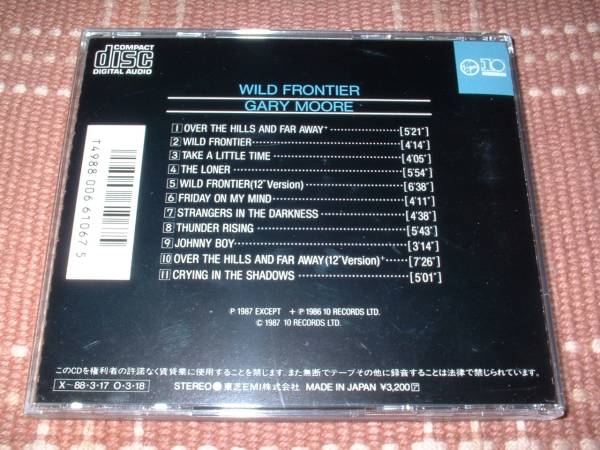 COMPACT
disc
DIGITAL AUDIO
Virgin
10
WILD FRONTIER
GARY MOORE
1 OVER THE HILLS AND FAR AWAY+ [5'21"]
2 WILD FRONTIER [4'14"]
3 TAKE A LITTLE TIME [4'05"]
4 THE LONER [5'54"]
5 WILD FRONTIER(12"Version) [6'38"]
6 FRIDAY ON MY MIND [4'11"]
7 STRANGERS IN THE DARKNESS [4'38"]
8 THUNDER RISING [5'43"]
9 JOHNNY BOY [3'14"]
10 OVER THE HILLS AND FAR AWAY(12"Version)+ [7'26"]
11 CRYING IN THE SHADOWS [5'01"]
T4988 006 61067 5
P 1987 EXCEPT + P 1986 10 RECORDS LTD.
© 1987 10 RECORDS LTD.
このCDを権利者の許諾なく賃貸業に使用することを禁じます。また無断でテープその他に録音することは法律で禁じられています。
X-88・3・17 O・3・18 STEREO 東芝EMI株式会社 MADE IN JAPAN ¥3,200